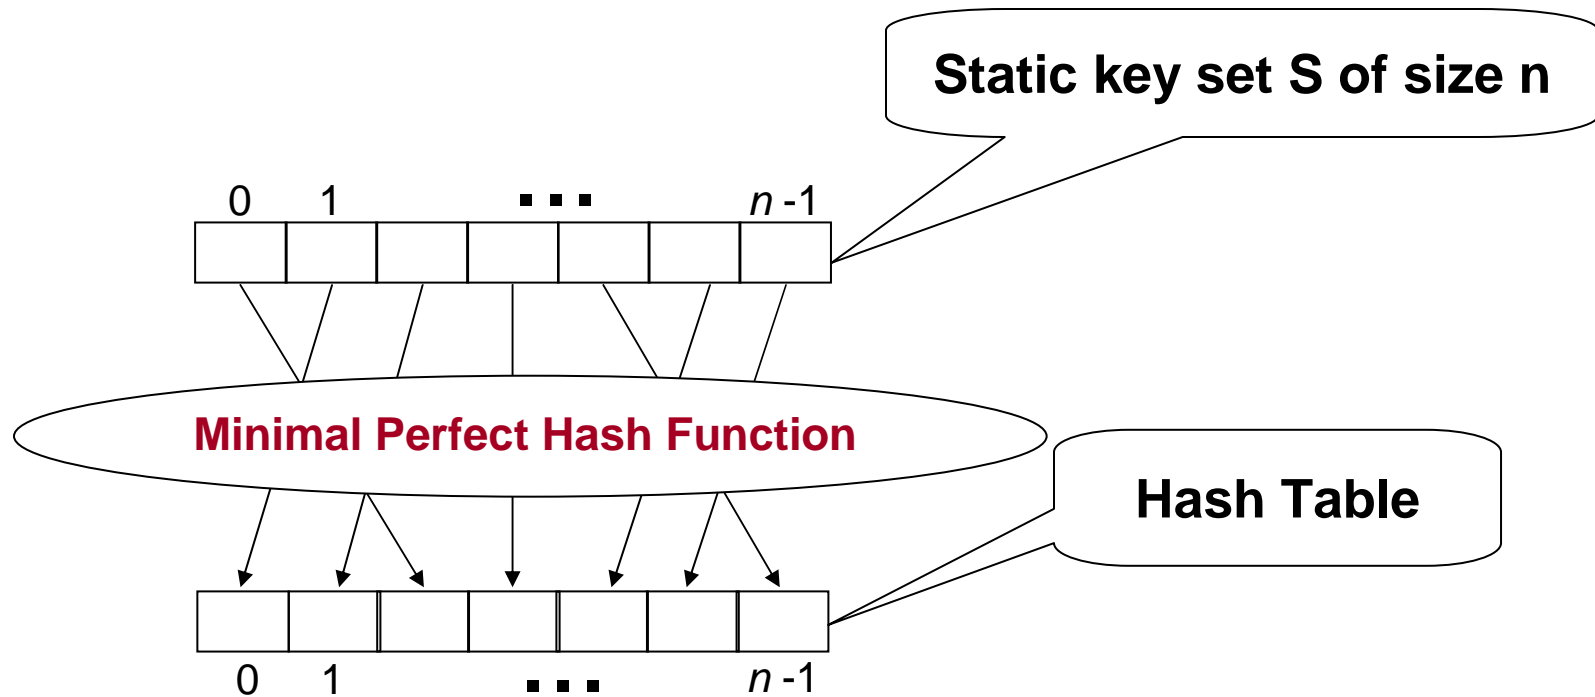 Static key set S of size n
0 1 ... n -1
Minimal Perfect Hash Function
Hash Table
0 1 ... n -1